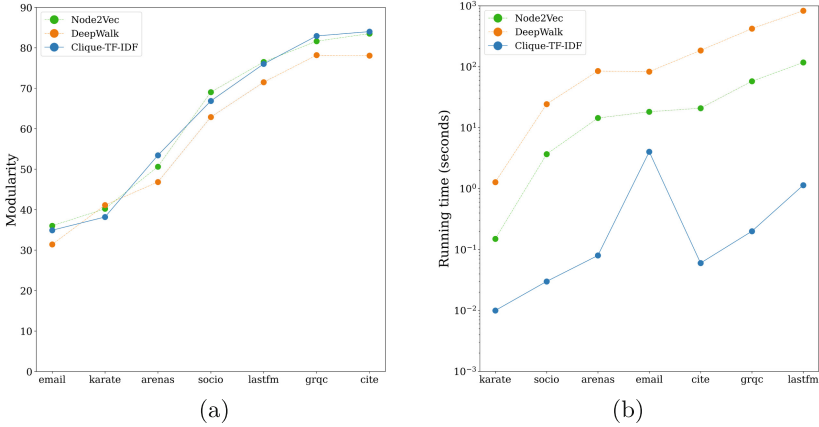 Node2Vec
DeepWalk
Clique-TF-IDF
Modularity
90
80
70
60
50
40
30
20
10
0
email karate arenas socio lastfm grqc cite
(a)
Node2Vec
DeepWalk
Clique-TF-IDF
Running time (seconds)
10³
10²
10¹
10⁰
10⁻¹
10⁻²
10⁻³
karate socio arenas email cite grqc lastfm
(b)